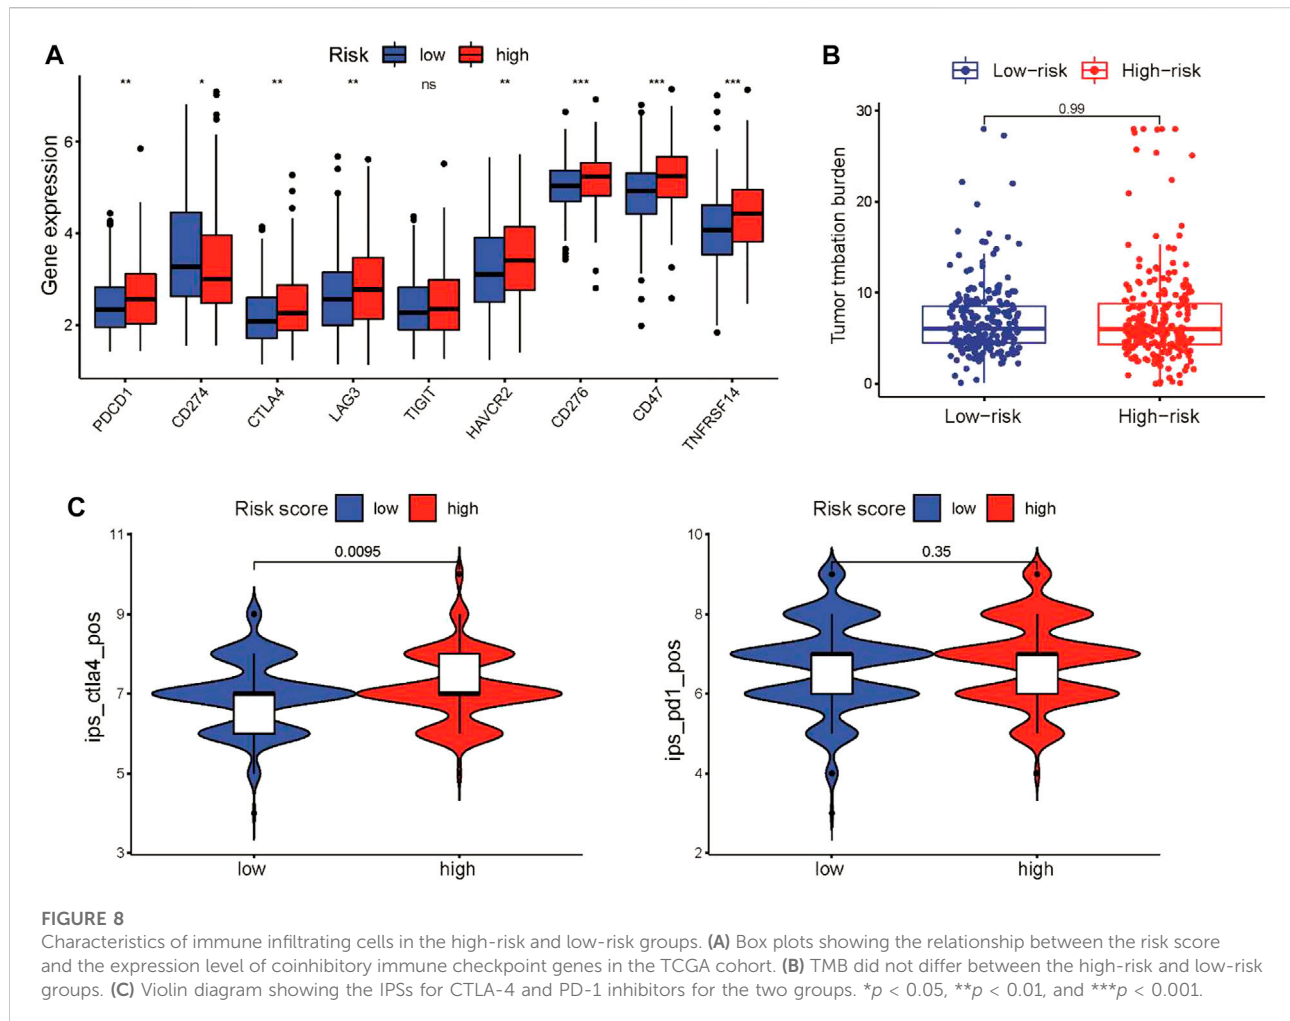 A
Risk low high
** * ** ** ns ** *** *** ***
Gene expression
6
4
2
PDCD1
CD274
CTLA4
LAG3
TIGIT
HAVCR2
CD276
CD47
TNFRSF14
B
Low-risk High-risk
0.99
Tumor tmbation burden
30
20
10
0
Low-risk High-risk
C
Risk score low high
0.0095
ips_ctla4_pos
11
9
7
5
3
low high
Risk score low high
0.35
ips_pd1_pos
10
8
6
4
2
low high
FIGURE 8
Characteristics of immune infiltrating cells in the high-risk and low-risk groups. (A) Box plots showing the relationship between the risk score
and the expression level of coinhibitory immune checkpoint genes in the TCGA cohort. (B) TMB did not differ between the high-risk and low-risk
groups. (C) Violin diagram showing the IPSs for CTLA-4 and PD-1 inhibitors for the two groups. *p < 0.05, **p < 0.01, and ***p < 0.001.